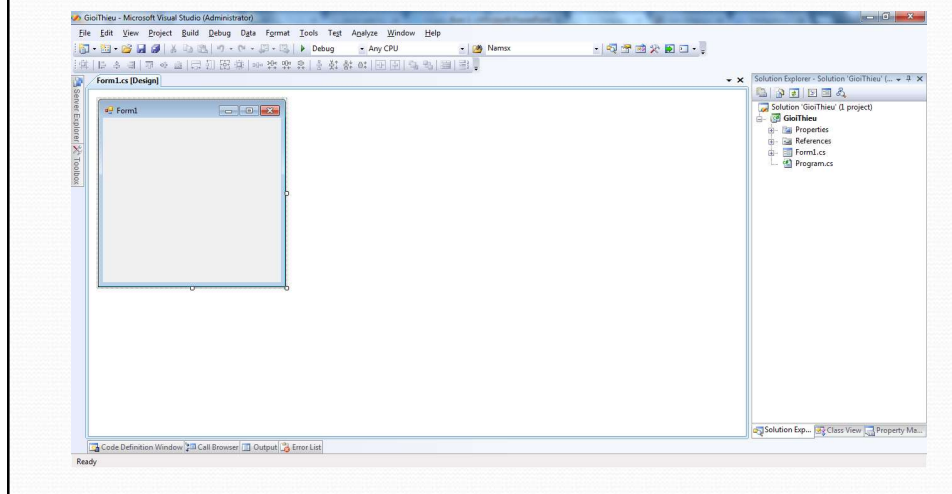 GioiThieu - Microsoft Visual Studio (Administrator)
File Edit View Project Build Debug Data Format Tools Test Analyze Window Help
Debug Any CPU Namsx
Form1.cs [Design]
Server Explorer
Toolbox
Form1
Solution Explorer - Solution 'GioiThieu' (...
Solution 'GioiThieu' (1 project)
GioiThieu
Properties
References
Form1.cs
Program.cs
Code Definition Window Call Browser Output Error List
Solution Exp... Class View Property Ma...
Ready